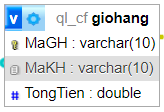 v ql_cf giohang
MaGH : varchar(10)
MaKH : varchar(10)
# TongTien : double